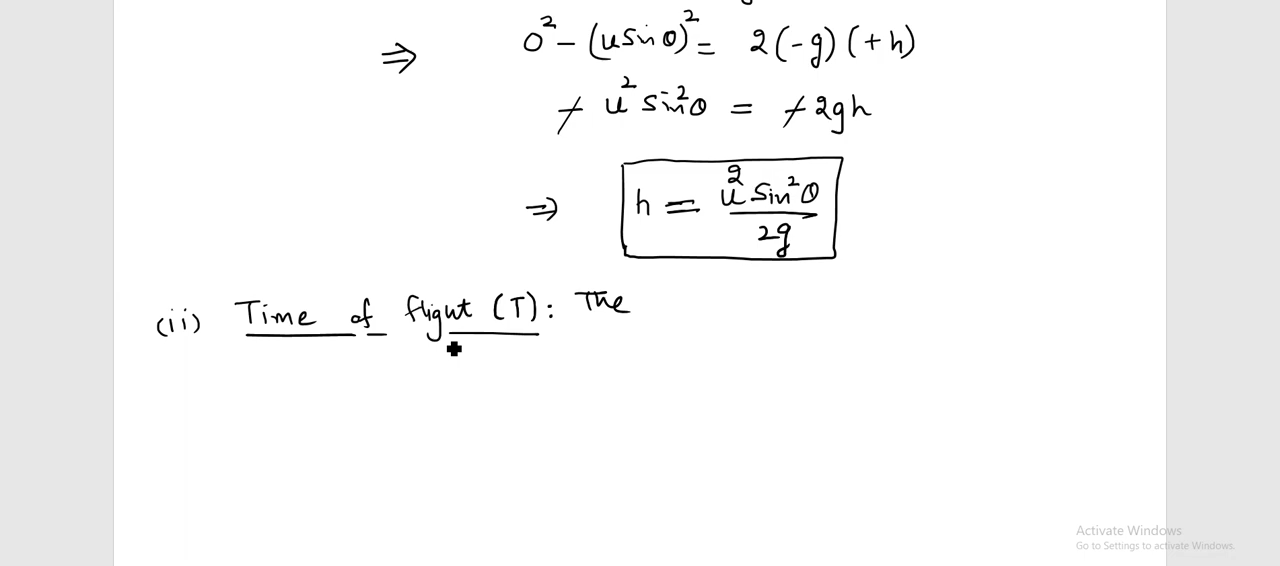 ⇒ 0² - (u sin θ)² = 2(-g)(+h)
- u² sin²θ = -2gh
⇒ h = u² sin²θ / 2g
(ii) Time of flight (T): The
Activate Windows
Go to Settings to activate Windows.